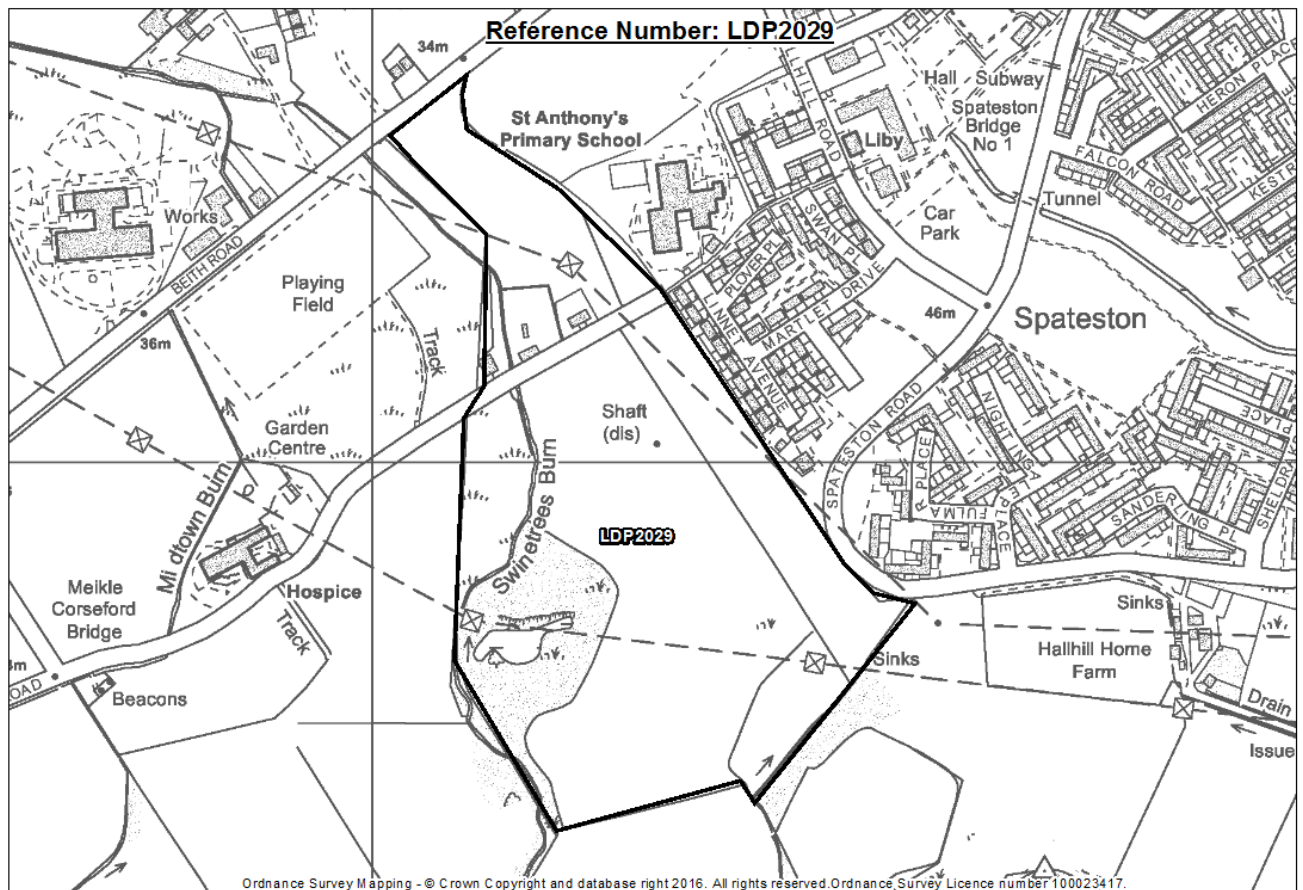 Reference Number: LDP2029
34m
St Anthony's
Primary School
HILL ROAD
Liby
Hall
Subway
Spateston
Bridge
No 1
HERON PLACE
FALCON ROAD
Tunnel
Car
Park
Works
BEITH ROAD
Playing
Field
36m
Track
SWAN PL
PLOVER PL
MARTLET DRIVE
LINNET AVENUE
46m
Spateston
SPATESTON ROAD
Garden
Centre
Shaft
(dis)
Midtown Burn
Swinetrees Burn
LDP2029
PLACE
FULMA
PLACE
SANDERLING PL
PLACE
Meikle
Corseford
Bridge
Hospice
Track
ROAD
Beacons
Sinks
Sinks
Hallhill Home
Farm
Drain
Issue
Ordnance Survey Mapping - © Crown Copyright and database right 2016. All rights reserved.Ordnance Survey Licence number 100023417.